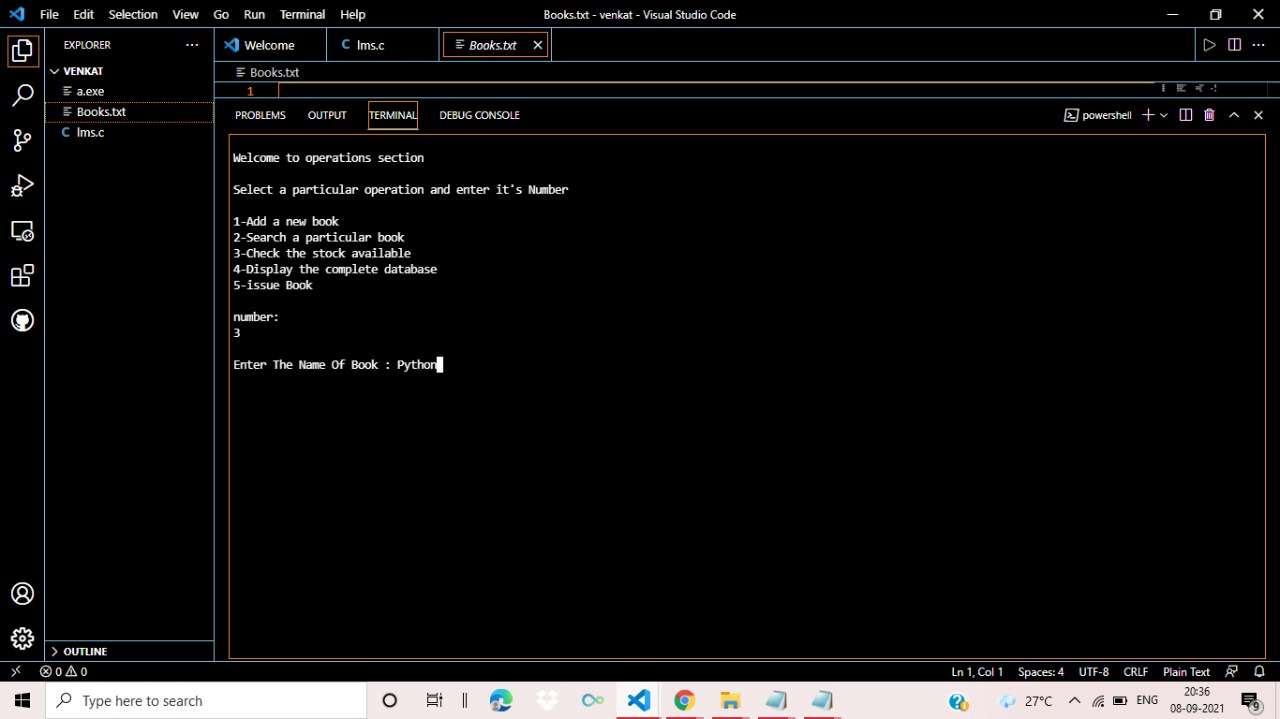 File Edit Selection View Go Run Terminal Help Books.txt - venkat - Visual Studio Code
EXPLORER
Welcome lms.c Books.txt
VENKAT
Books.txt
a.exe
1
Books.txt
lms.c
PROBLEMS OUTPUT TERMINAL DEBUG CONSOLE powershell
Welcome to operations section
Select a particular operation and enter it's Number
1-Add a new book
2-Search a particular book
3-Check the stock available
4-Display the complete database
5-issue Book
number:
3
Enter The Name Of Book : Python
OUTLINE
0 0 Ln 1, Col 1 Spaces: 4 UTF-8 CRLF Plain Text
Type here to search 27°C ENG 20:36
08-09-2021 9